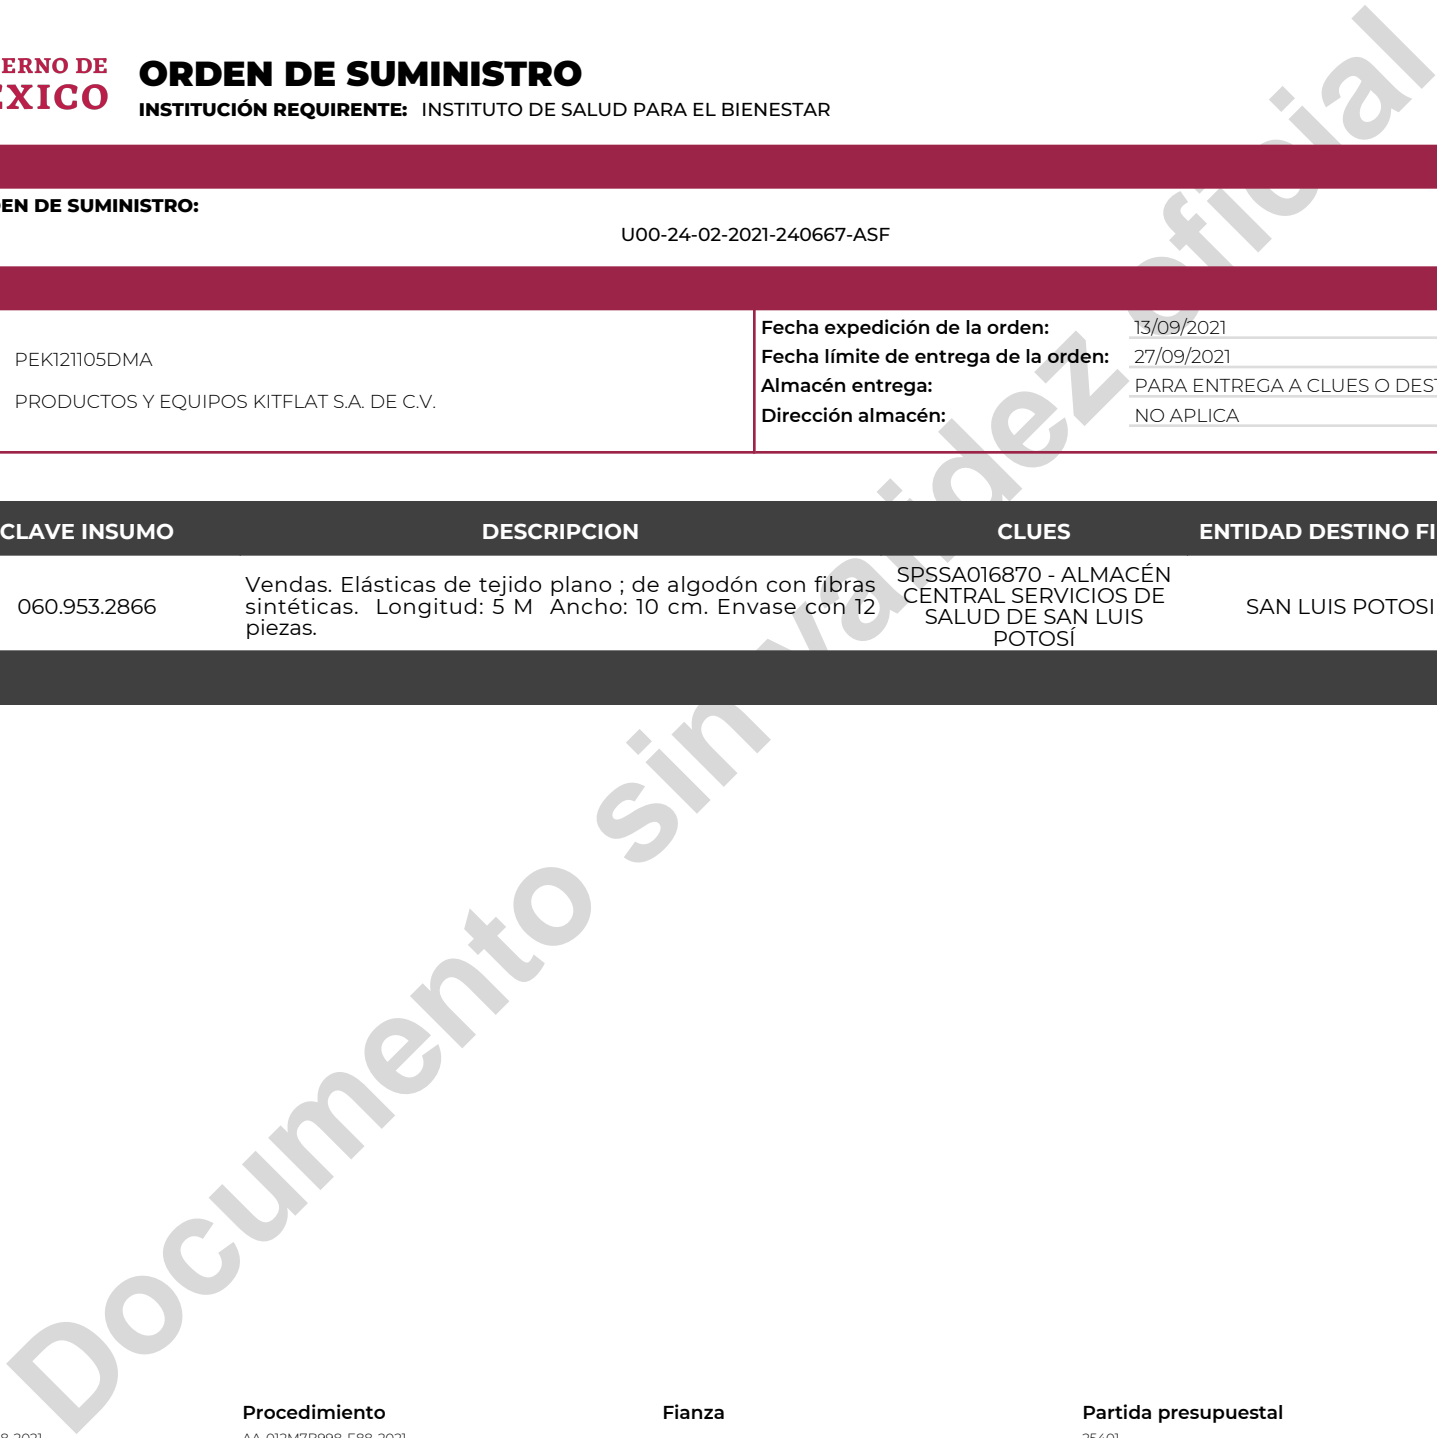 ERNO DE
EXICO
ORDEN DE SUMINISTRO
INSTITUCIÓN REQUIRENTE: INSTITUTO DE SALUD PARA EL BIENESTAR
EN DE SUMINISTRO:
U00-24-02-2021-240667-ASF
PEK121105DMA
PRODUCTOS Y EQUIPOS KITFLAT S.A. DE C.V.
Fecha expedición de la orden: 13/09/2021
Fecha límite de entrega de la orden: 27/09/2021
Almacén entrega: PARA ENTREGA A CLUES O DEST
Dirección almacén: NO APLICA
CLAVE INSUMO DESCRIPCION CLUES ENTIDAD DESTINO FI
060.953.2866
Vendas. Elásticas de tejido plano ; de algodón con fibras
sintéticas. Longitud: 5 M Ancho: 10 cm. Envase con 12
piezas.
SPSSA016870 - ALMACÉN
CENTRAL SERVICIOS DE
SALUD DE SAN LUIS
POTOSÍ
SAN LUIS POTOSI
Documento sin validez oficial
Procedimiento Fianza Partida presupuestal